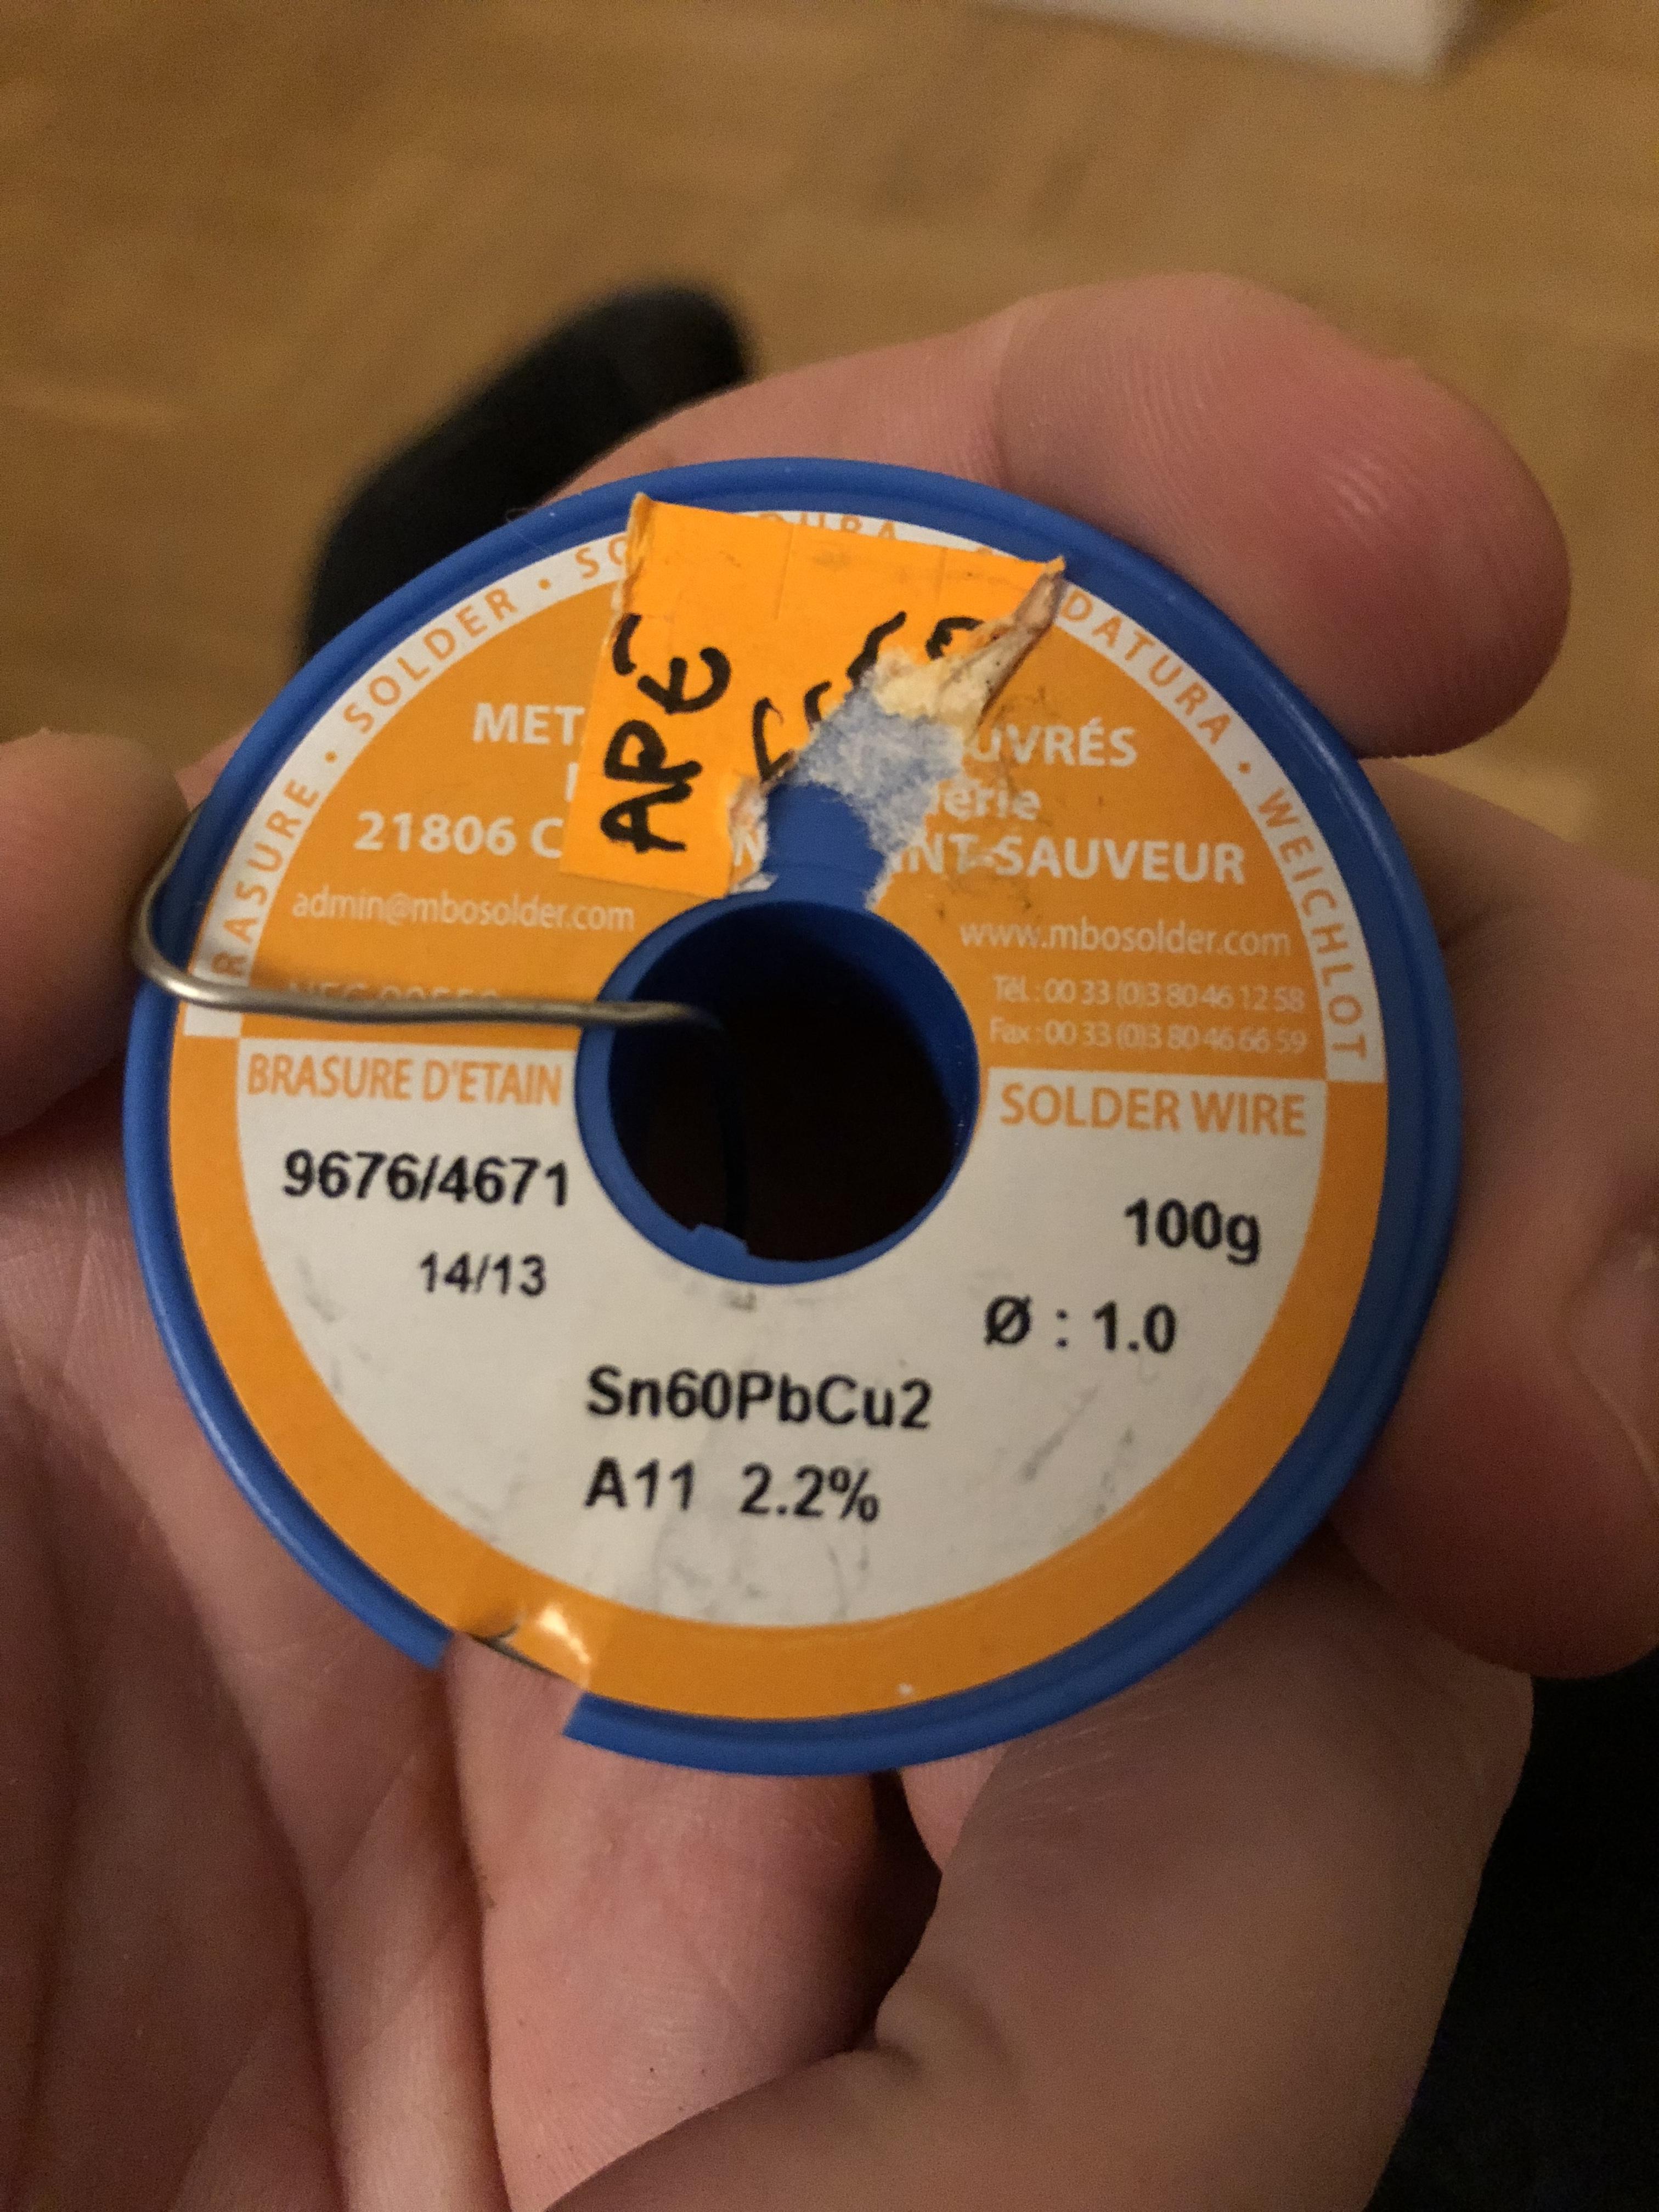 BRASURE • SOLDER • SO DURA DATURA • WEICHLOT
MET UVRÉS
erie
21806 C INT-SAUVEUR
APE
admin@mbosolder.com
www.mbosolder.com
Tél : 00 33 (0)3 80 46 12 58
Fax : 00 33 (0)3 80 46 66 59
BRASURE D'ETAIN
SOLDER WIRE
9676/4671
100g
14/13
Ø : 1.0
Sn60PbCu2
A11 2.2%